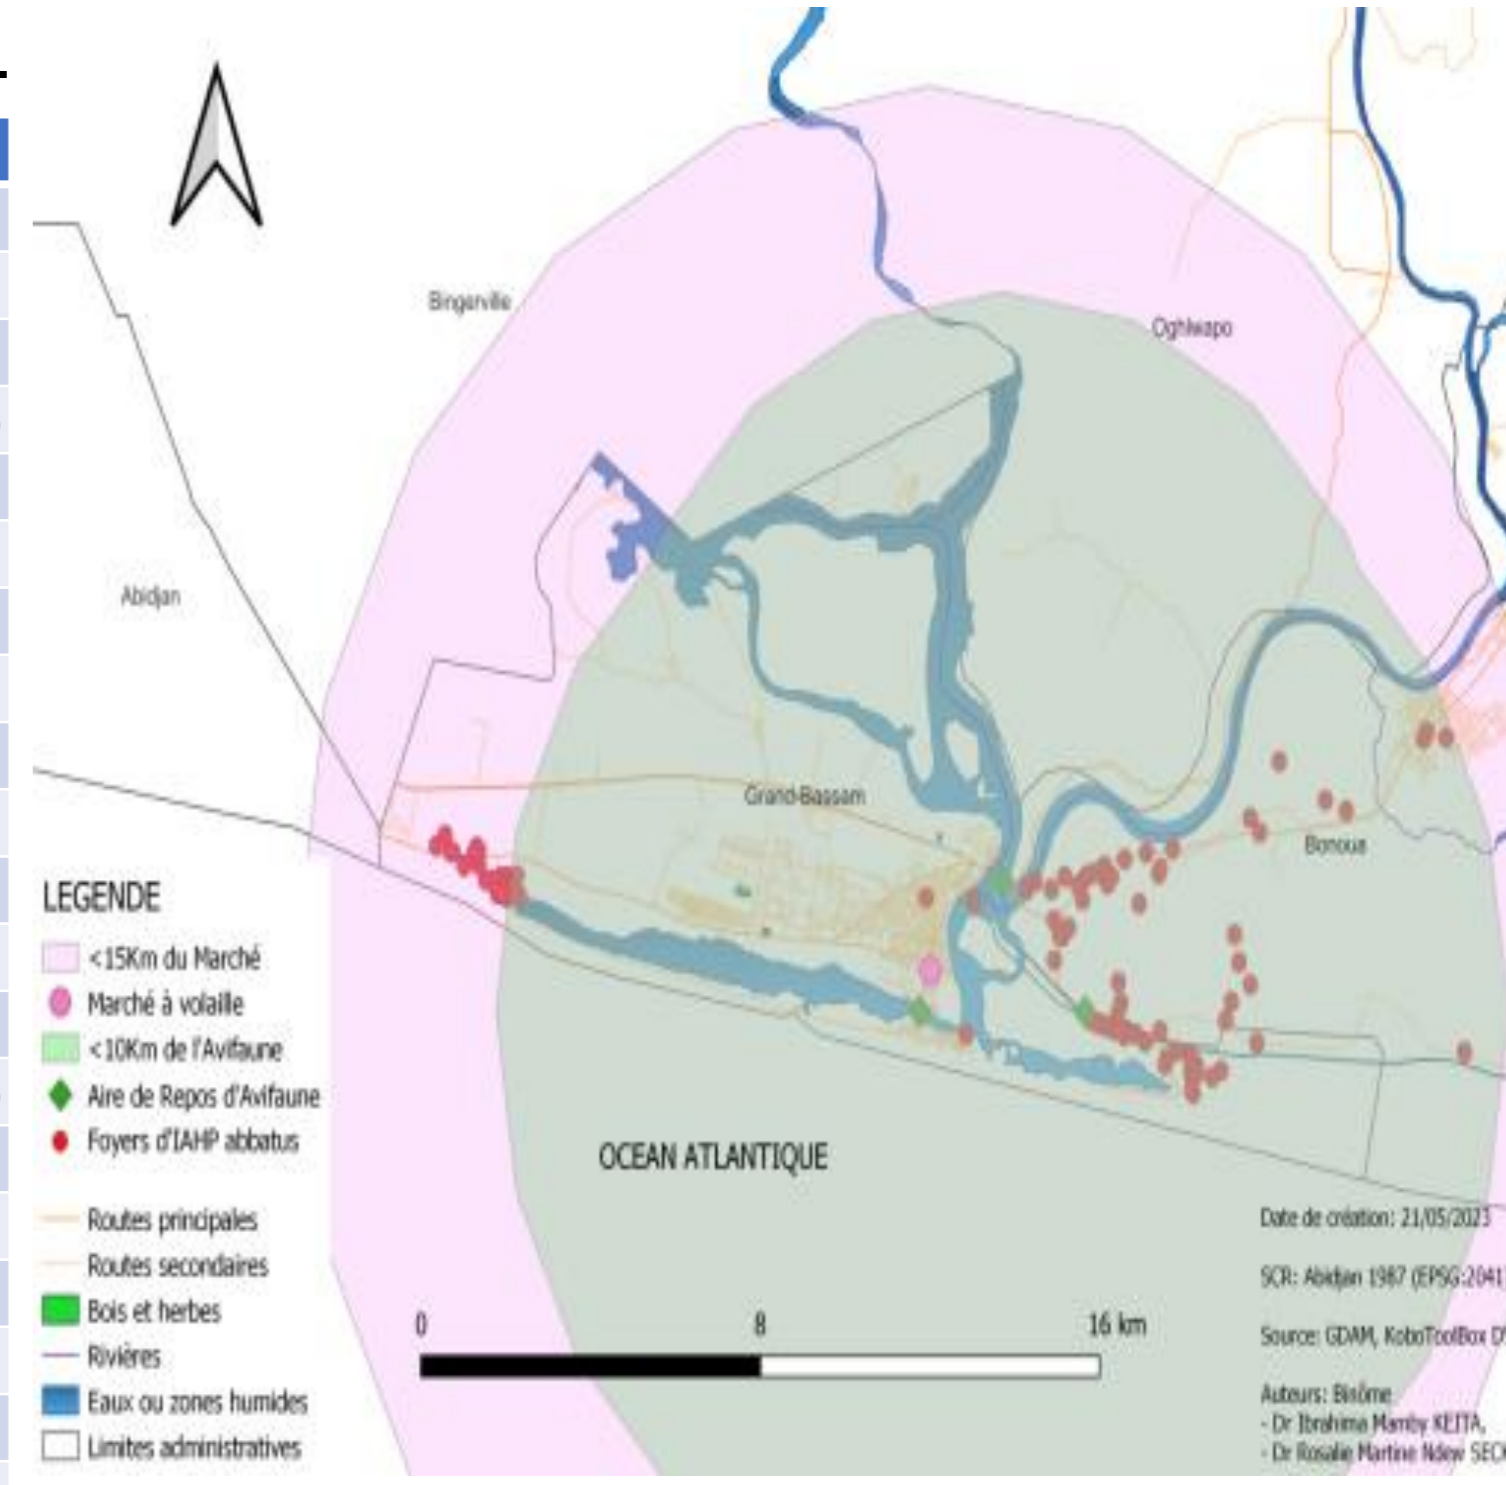 Bingerville
Oghlwapo
Abidjan
Grand-Bassam
Bonoua
LEGENDE
<15Km du Marché
Marché à volaille
<10Km de l'Avifaune
Aire de Repos d'Avifaune
Foyers d'IAHP abbatus
Routes principales
Routes secondaires
Bois et herbes
Rivières
Eaux ou zones humides
Limites administratives
OCEAN ATLANTIQUE
0 8 16 km
Date de création: 21/05/2023
SCR: Abidjan 1987 (EPSG:2041
Source: GDAM, KoboToolBox
Auteurs: Binôme
- Dr Ibrahima Mamby KEITA,
- Dr Rosalie Martine Ndew SECK